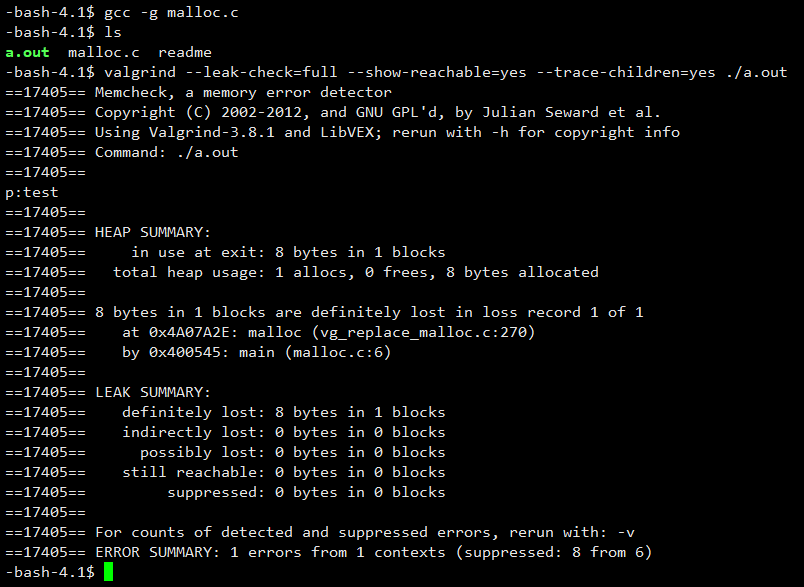 -bash-4.1$ gcc -g malloc.c
-bash-4.1$ ls
a.out  malloc.c  readme
-bash-4.1$ valgrind --leak-check=full --show-reachable=yes --trace-children=yes ./a.out
==17405== Memcheck, a memory error detector
==17405== Copyright (C) 2002-2012, and GNU GPL'd, by Julian Seward et al.
==17405== Using Valgrind-3.8.1 and LibVEX; rerun with -h for copyright info
==17405== Command: ./a.out
==17405==
p:test
==17405==
==17405== HEAP SUMMARY:
==17405==     in use at exit: 8 bytes in 1 blocks
==17405==   total heap usage: 1 allocs, 0 frees, 8 bytes allocated
==17405==
==17405== 8 bytes in 1 blocks are definitely lost in loss record 1 of 1
==17405==    at 0x4A07A2E: malloc (vg_replace_malloc.c:270)
==17405==    by 0x400545: main (malloc.c:6)
==17405==
==17405== LEAK SUMMARY:
==17405==    definitely lost: 8 bytes in 1 blocks
==17405==    indirectly lost: 0 bytes in 0 blocks
==17405==      possibly lost: 0 bytes in 0 blocks
==17405==    still reachable: 0 bytes in 0 blocks
==17405==         suppressed: 0 bytes in 0 blocks
==17405==
==17405== For counts of detected and suppressed errors, rerun with: -v
==17405== ERROR SUMMARY: 1 errors from 1 contexts (suppressed: 8 from 6)
-bash-4.1$